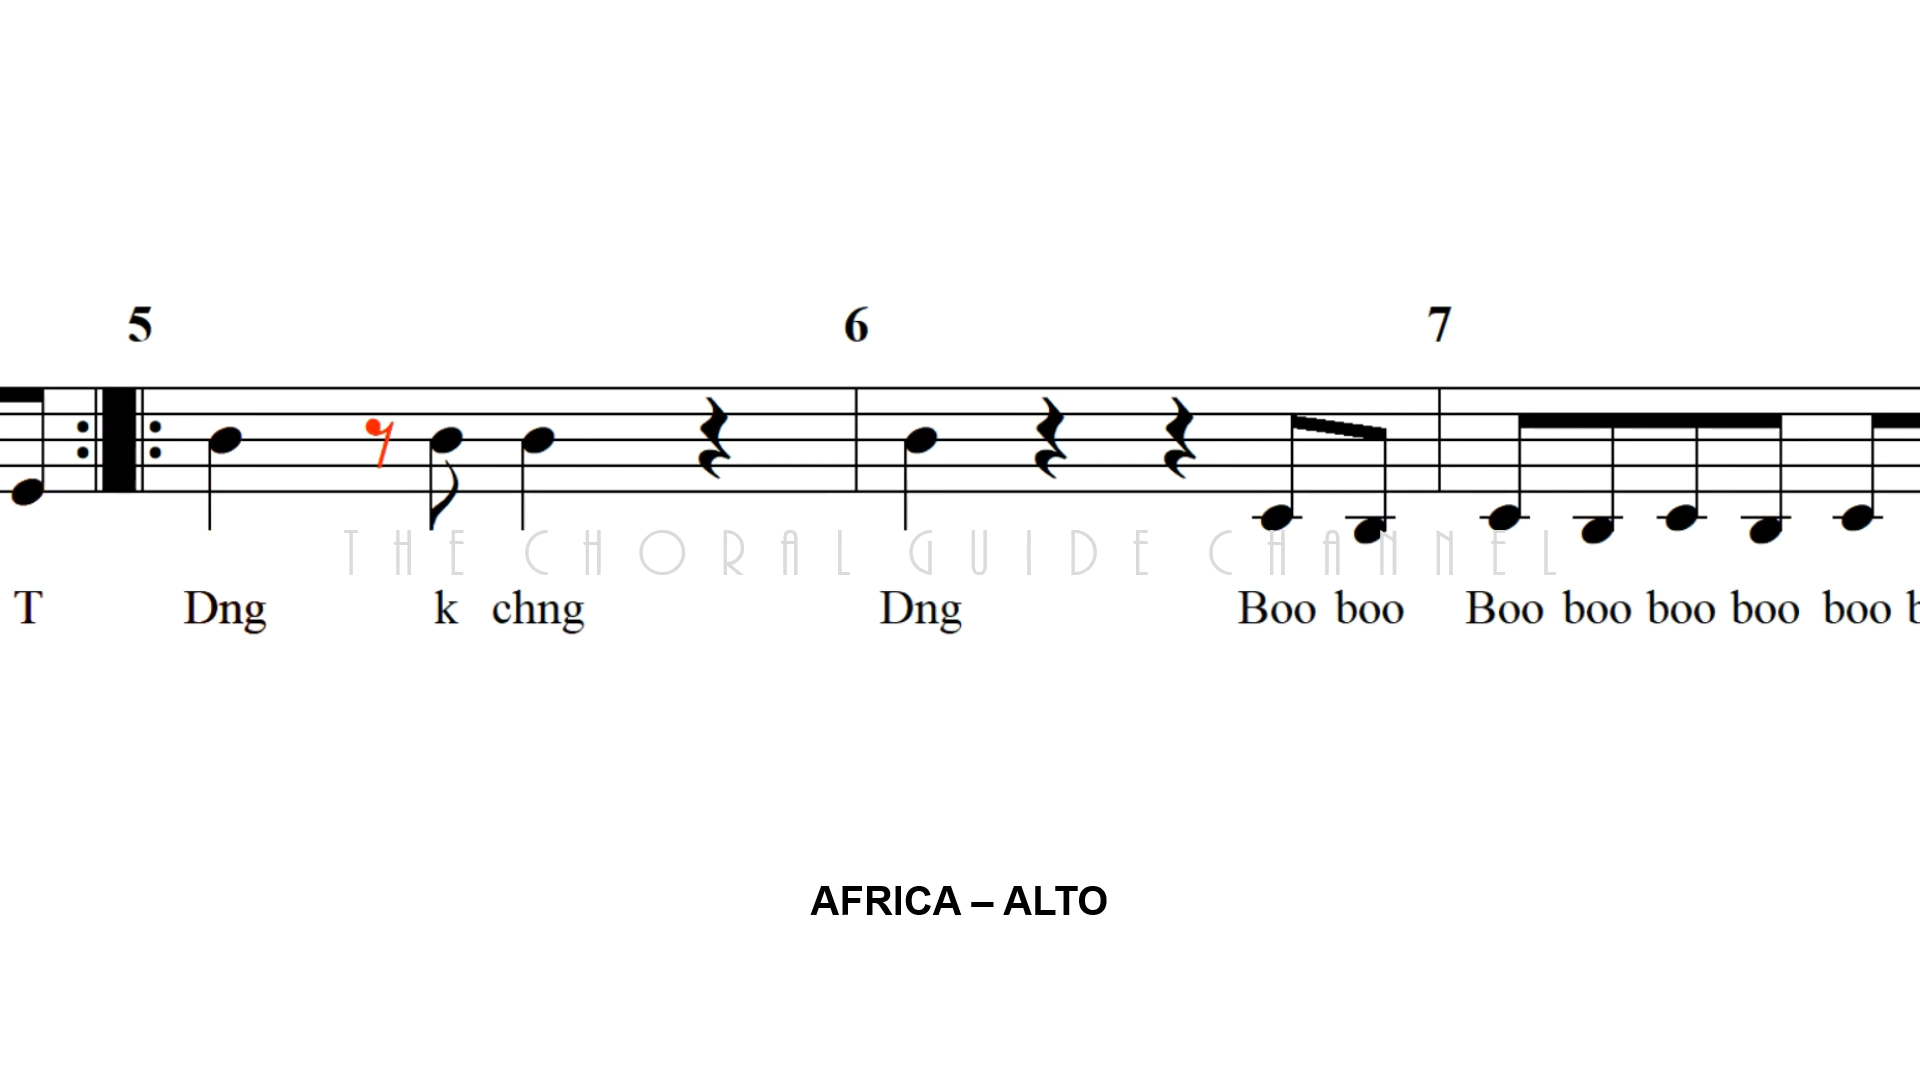 5 6 7
THE CHORAL GUIDE CHANNEL
T Dng k chng Dng Boo boo Boo boo boo boo boo
AFRICA – ALTO